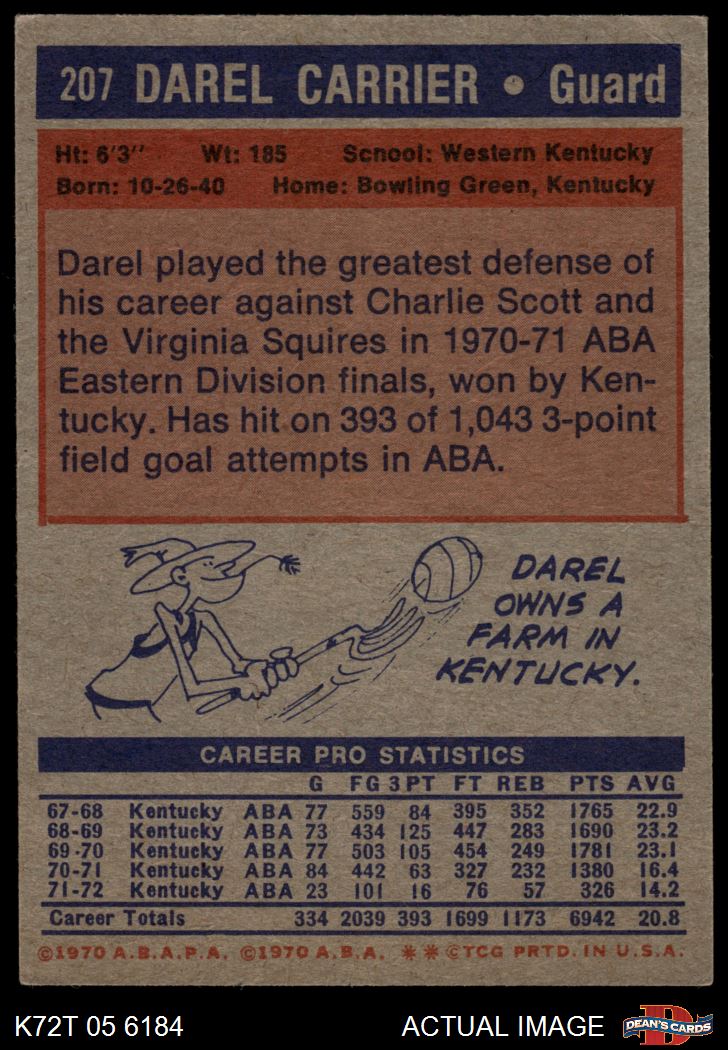 207 DAREL CARRIER • Guard
Ht: 6'3" Wt: 185 School: Western Kentucky
Born: 10-26-40 Home: Bowling Green, Kentucky
Darel played the greatest defense of
his career against Charlie Scott and
the Virginia Squires in 1970-71 ABA
Eastern Division finals, won by Ken-
tucky. Has hit on 393 of 1,043 3-point
field goal attempts in ABA.
DAREL
OWNS A
FARM IN
KENTUCKY.
CAREER PRO STATISTICS
G FG 3PT FT REB PTS AVG
67-68 Kentucky ABA 77 559 84 395 352 1765 22.9
68-69 Kentucky ABA 73 434 125 447 283 1690 23.2
69-70 Kentucky ABA 77 503 105 454 249 1781 23.1
70-71 Kentucky ABA 84 442 63 327 232 1380 16.4
71-72 Kentucky ABA 23 101 16 76 57 326 14.2
Career Totals 334 2039 393 1699 1173 6942 20.8
©1970 A.B.A.P.A. ©1970 A.B.A. ** ©TCG PRTD. IN U.S.A.
K72T 05 6184 ACTUAL IMAGE DEAN'S CARDS